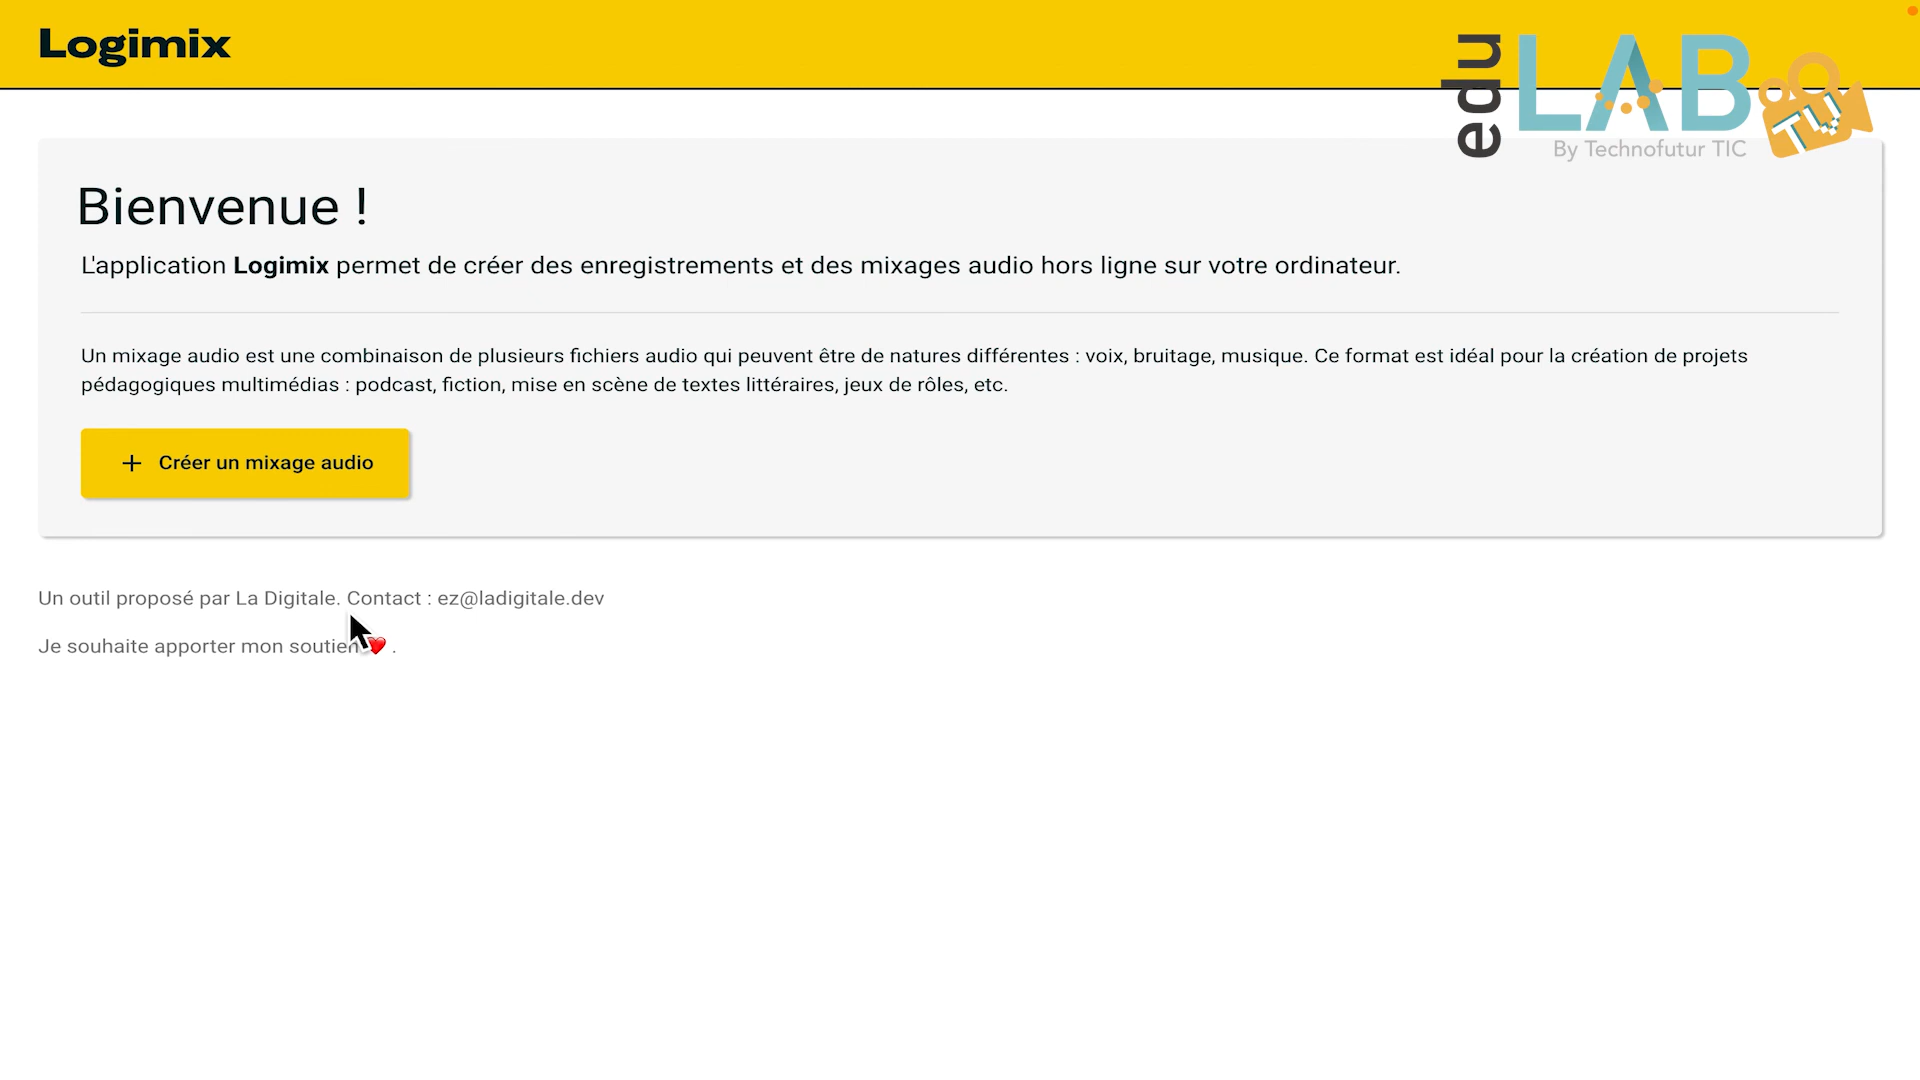 Logimix
edu LAB TV
By Technofutur TIC
Bienvenue !
L'application Logimix permet de créer des enregistrements et des mixages audio hors ligne sur votre ordinateur.
Un mixage audio est une combinaison de plusieurs fichiers audio qui peuvent être de natures différentes : voix, bruitage, musique. Ce format est idéal pour la création de projets
pédagogiques multimédias : podcast, fiction, mise en scène de textes littéraires, jeux de rôles, etc.
+ Créer un mixage audio
Un outil proposé par La Digitale. Contact : ez@ladigitale.dev
Je souhaite apporter mon soutien ❤️ .